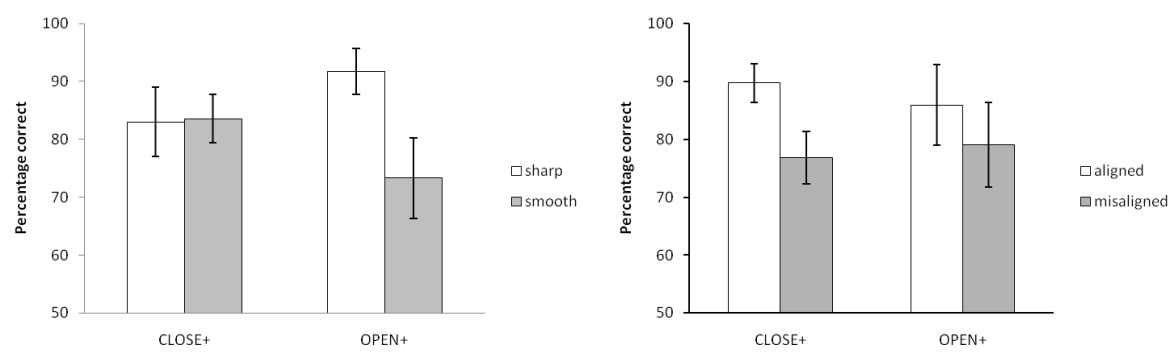 100
90
80
70
60
50
Percentage correct
CLOSE+ OPEN+
sharp
smooth
100
90
80
70
60
50
Percentage correct
CLOSE+ OPEN+
aligned
misaligned